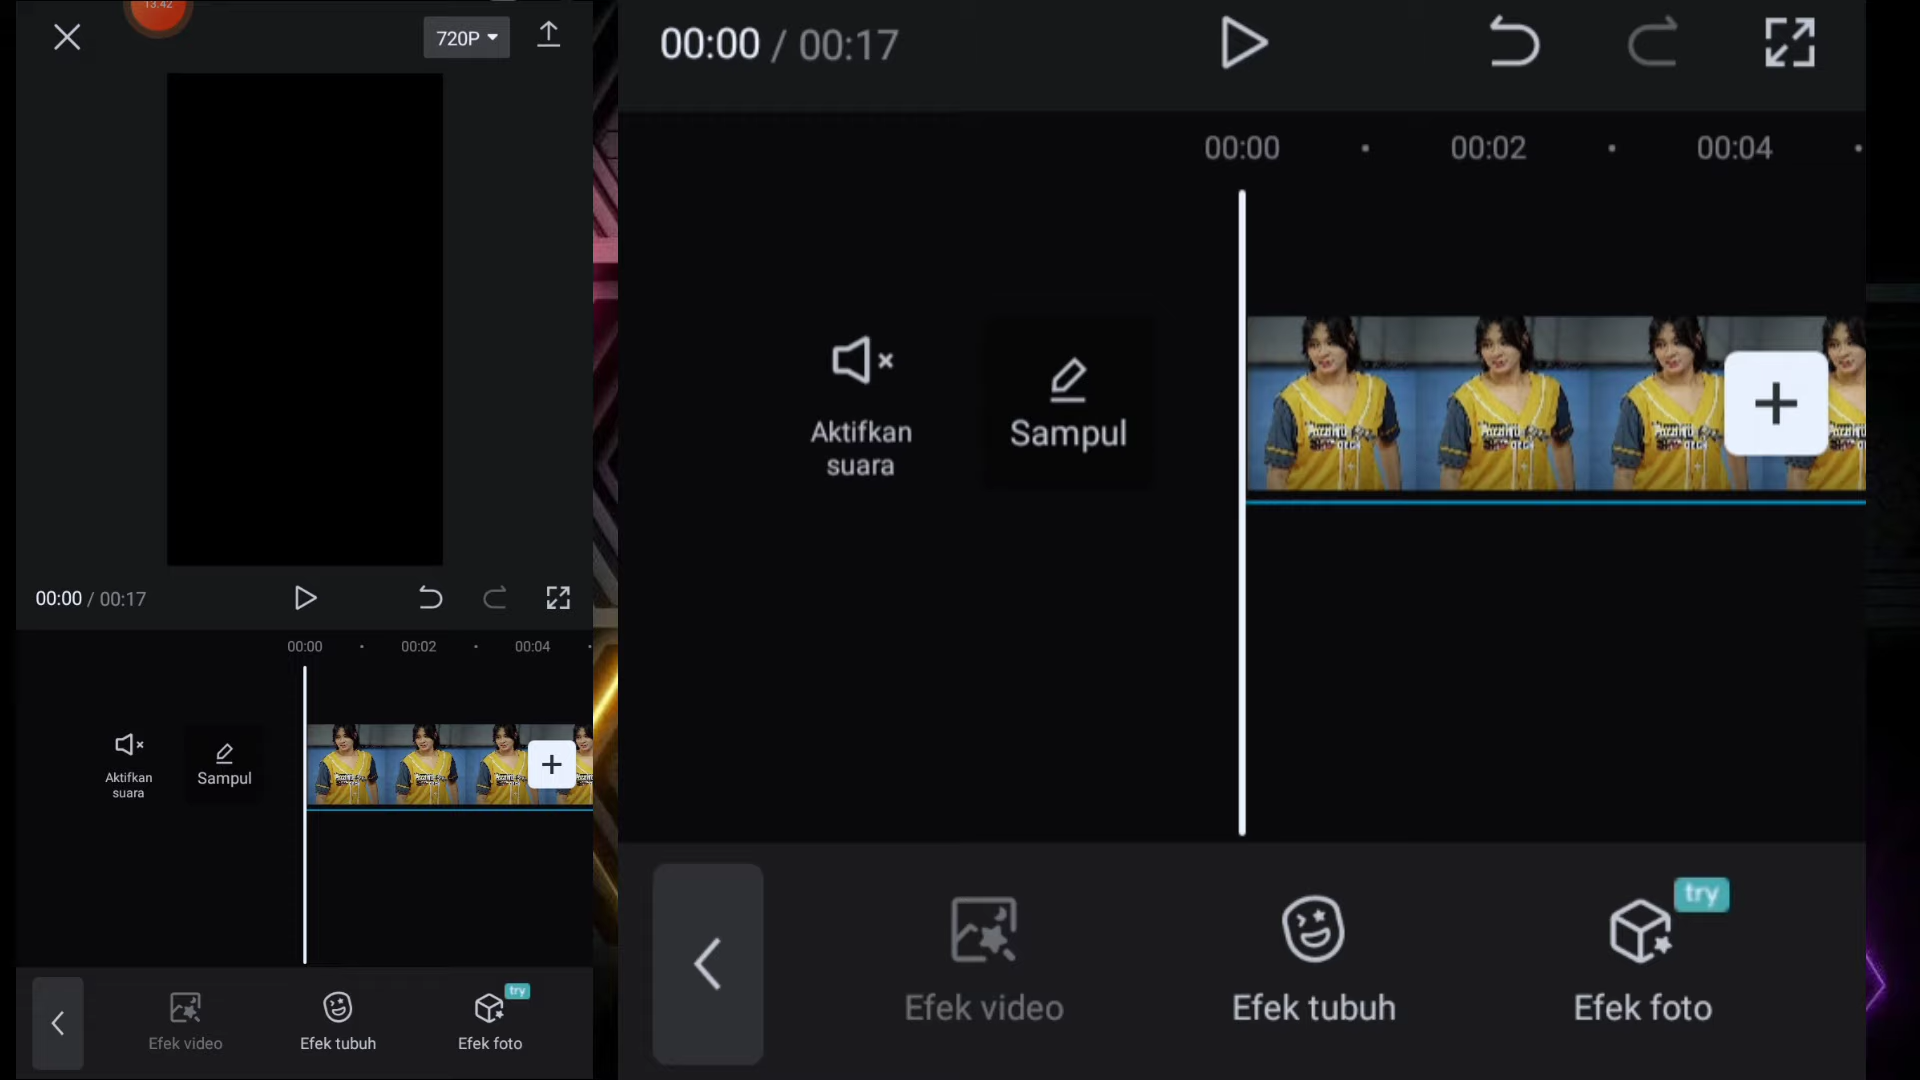 13.42
720P
00:00 / 00:17
00:00
00:02
00:04
Aktifkan
suara
Sampul
Efek video
Efek tubuh
Efek foto
try
00:00 / 00:17
00:00
00:02
00:04
Aktifkan
suara
Sampul
Efek video
Efek tubuh
Efek foto
try